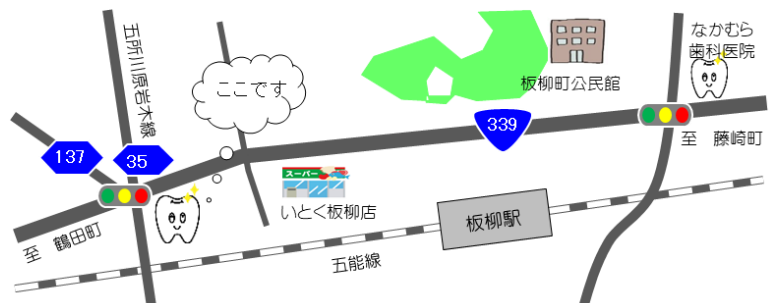 なかむら
歯科医院
五所川原岩木線
ここです
板柳町公民館
339
至 藤崎町
137
35
スーパー
いとく板柳店
板柳駅
至 鶴田町
五能線